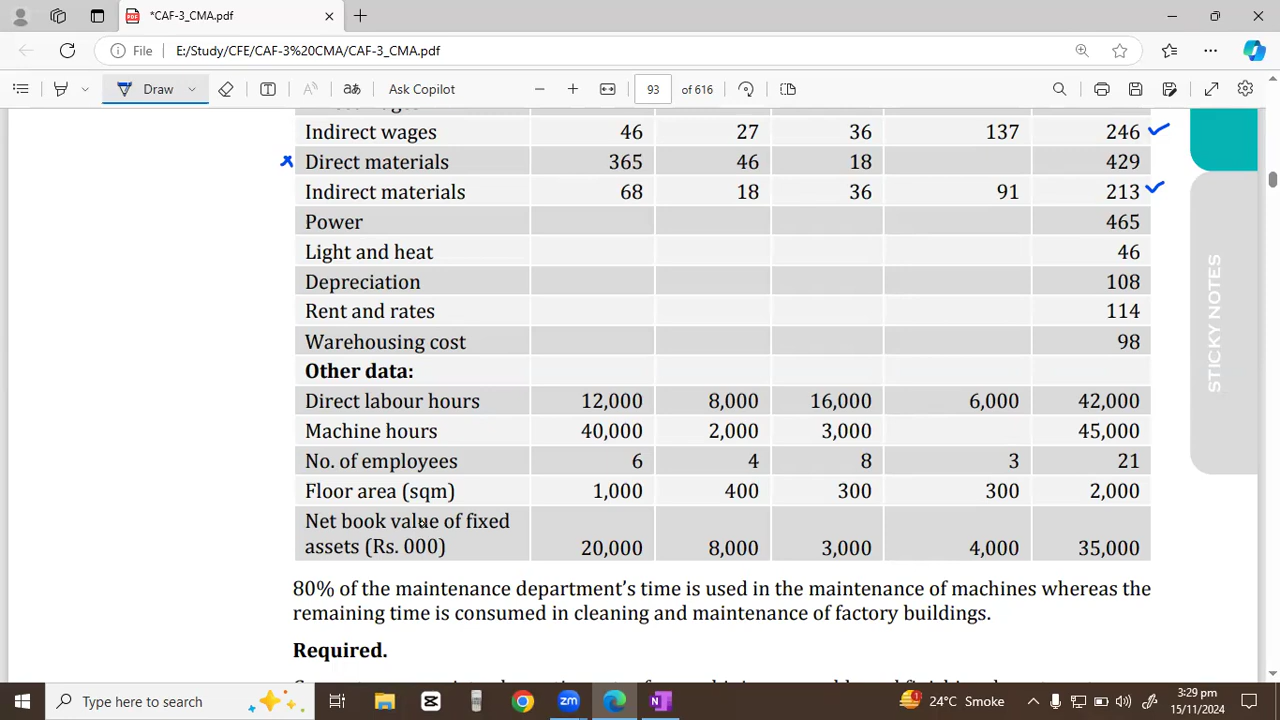 *CAF-3_CMA.pdf
File E:/Study/CFE/CAF-3%20CMA/CAF-3_CMA.pdf
Draw Ask Copilot 93 of 616
Indirect wages 46 27 36 137 246
Direct materials 365 46 18 429
Indirect materials 68 18 36 91 213
Power 465
Light and heat 46
Depreciation 108
Rent and rates 114
Warehousing cost 98
Other data:
Direct labour hours 12,000 8,000 16,000 6,000 42,000
Machine hours 40,000 2,000 3,000 45,000
No. of employees 6 4 8 3 21
Floor area (sqm) 1,000 400 300 300 2,000
Net book value of fixed
assets (Rs. 000) 20,000 8,000 3,000 4,000 35,000
80% of the maintenance department's time is used in the maintenance of machines whereas the
remaining time is consumed in cleaning and maintenance of factory buildings.
Required.
STICKY NOTES
Type here to search
24°C Smoke
3:29 pm
15/11/2024